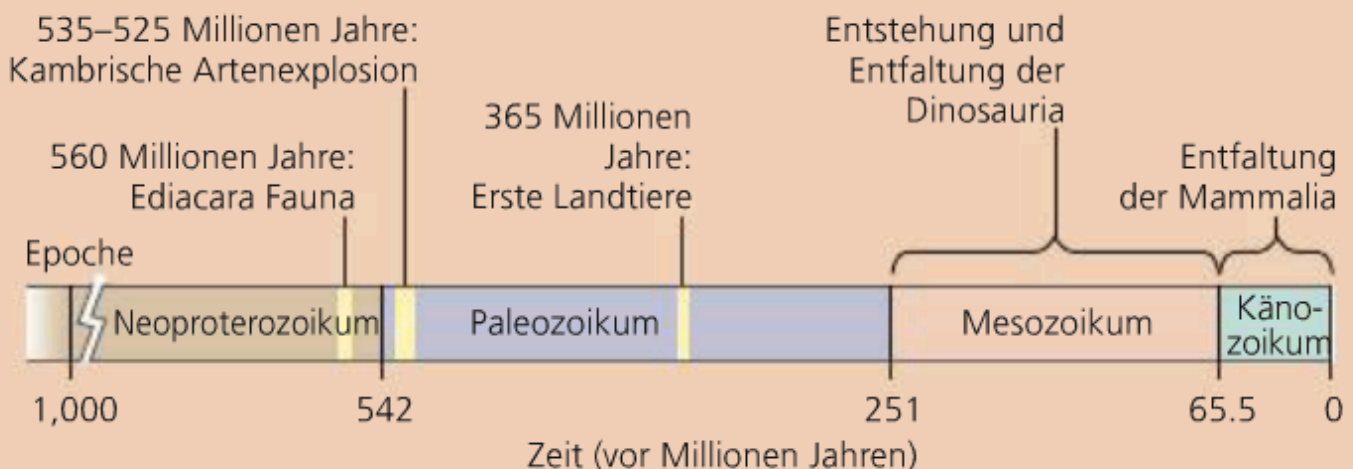 535–525 Millionen Jahre:
Kambrische Artenexplosion
560 Millionen Jahre:
Ediacara Fauna
365 Millionen
Jahre:
Erste Landtiere
Entstehung und
Entfaltung der
Dinosauria
Entfaltung
der Mammalia
Epoche
Neoproterozoikum
Paleozoikum
Mesozoikum
Käno-
zoikum
1,000
542
251
65.5
0
Zeit (vor Millionen Jahren)